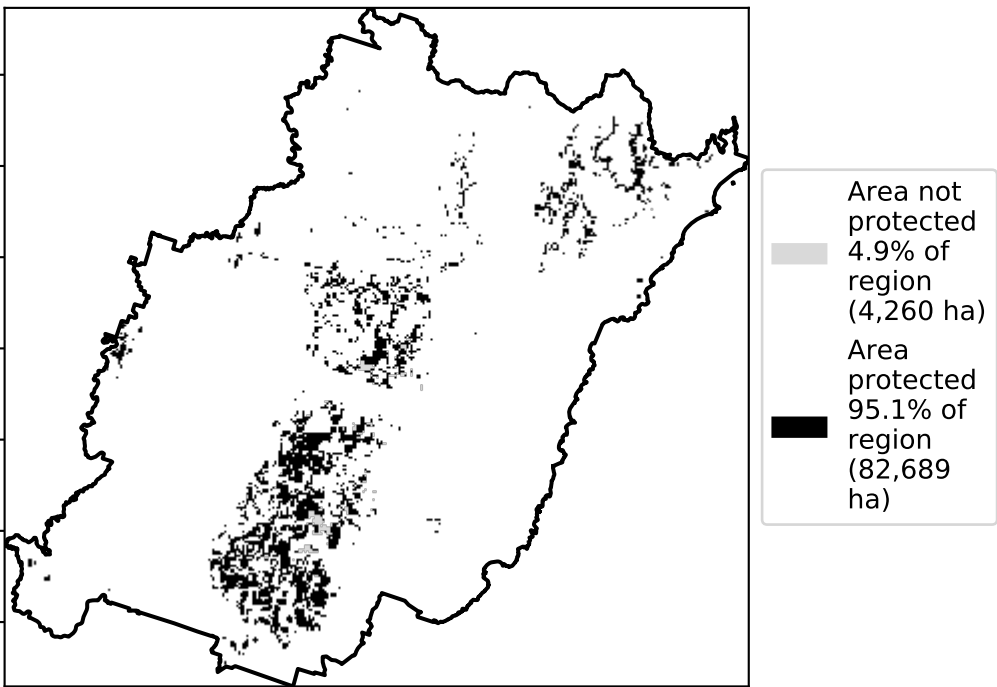 Area not
protected
4.9% of
region
(4,260 ha)
Area
protected
95.1% of
region
(82,689
ha)